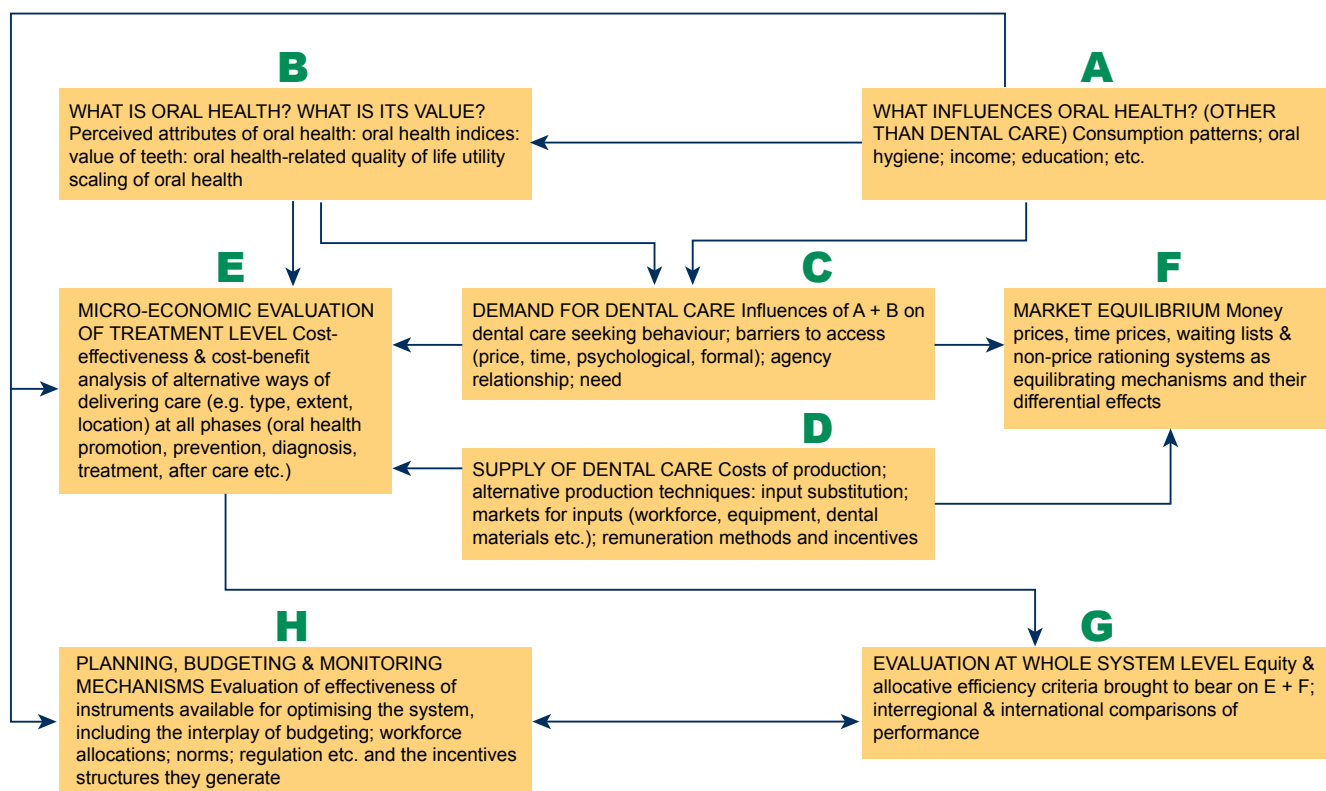 B
WHAT IS ORAL HEALTH? WHAT IS ITS VALUE?
Perceived attributes of oral health: oral health indices:
value of teeth: oral health-related quality of life utility
scaling of oral health
A
WHAT INFLUENCES ORAL HEALTH? (OTHER
THAN DENTAL CARE) Consumption patterns; oral
hygiene; income; education; etc.
E
MICRO-ECONOMIC EVALUATION
OF TREATMENT LEVEL Cost-
effectiveness & cost-benefit
analysis of alternative ways of
delivering care (e.g. type, extent,
location) at all phases (oral health
promotion, prevention, diagnosis,
treatment, after care etc.)
C
DEMAND FOR DENTAL CARE Influences of A + B on
dental care seeking behaviour; barriers to access
(price, time, psychological, formal); agency
relationship; need
F
MARKET EQUILIBRIUM Money
prices, time prices, waiting lists &
non-price rationing systems as
equilibrating mechanisms and their
differential effects
D
SUPPLY OF DENTAL CARE Costs of production;
alternative production techniques: input substitution;
markets for inputs (workforce, equipment, dental
materials etc.); remuneration methods and incentives
H
PLANNING, BUDGETING & MONITORING
MECHANISMS Evaluation of effectiveness of
instruments available for optimising the system,
including the interplay of budgeting; workforce
allocations; norms; regulation etc. and the incentives
structures they generate
G
EVALUATION AT WHOLE SYSTEM LEVEL Equity &
allocative efficiency criteria brought to bear on E + F;
interregional & international comparisons of
performance